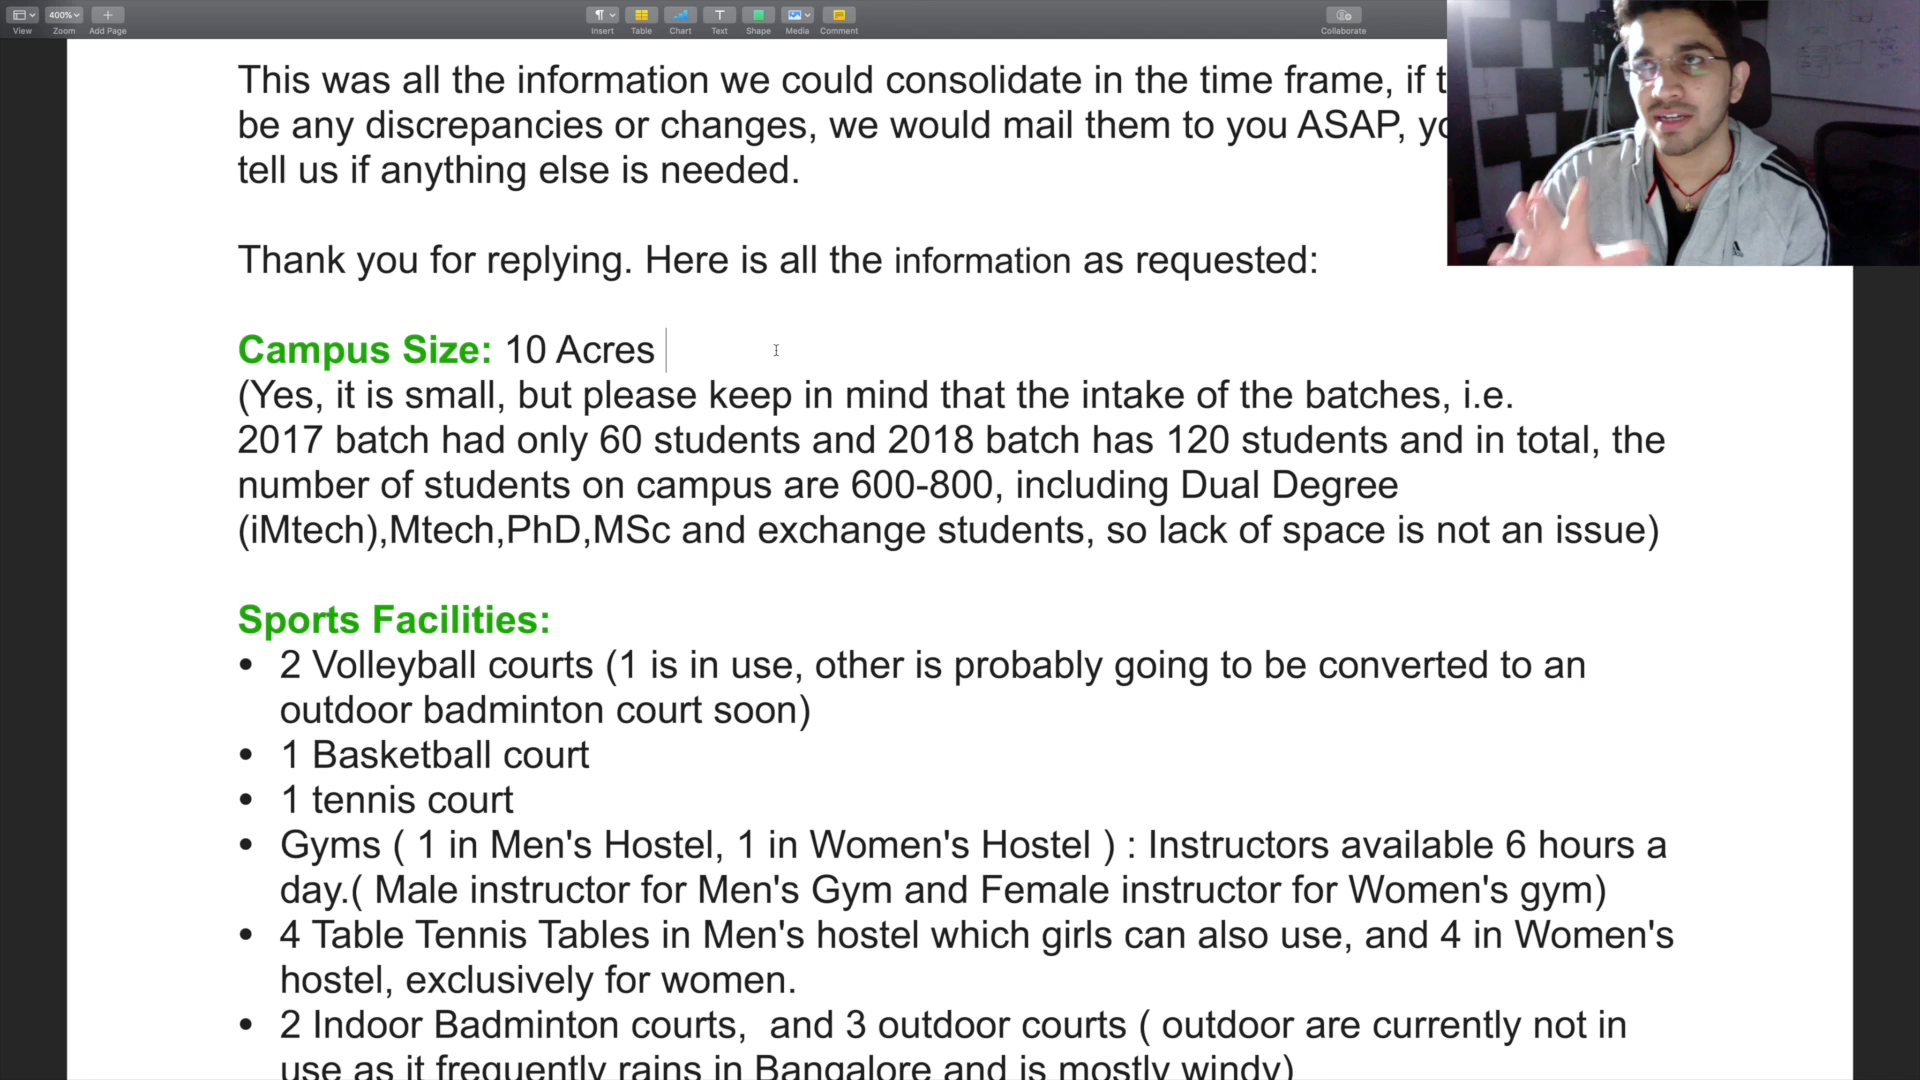 View
400%
Zoom
Add Page
Insert
Table
Chart
Text
Shape
Media
Comment
Collaborate
This was all the information we could consolidate in the time frame, if
be any discrepancies or changes, we would mail them to you ASAP,
tell us if anything else is needed.
Thank you for replying. Here is all the information as requested:
Campus Size: 10 Acres
(Yes, it is small, but please keep in mind that the intake of the batches, i.e.
2017 batch had only 60 students and 2018 batch has 120 students and in total, the
number of students on campus are 600-800, including Dual Degree
(iMtech),Mtech,PhD,MSc and exchange students, so lack of space is not an issue)
Sports Facilities:
• 2 Volleyball courts (1 is in use, other is probably going to be converted to an
outdoor badminton court soon)
• 1 Basketball court
• 1 tennis court
• Gyms ( 1 in Men's Hostel, 1 in Women's Hostel ) : Instructors available 6 hours a
day.( Male instructor for Men's Gym and Female instructor for Women's gym)
• 4 Table Tennis Tables in Men's hostel which girls can also use, and 4 in Women's
hostel, exclusively for women.
• 2 Indoor Badminton courts,  and 3 outdoor courts ( outdoor are currently not in
use as it frequently rains in Bangalore and is mostly windy)